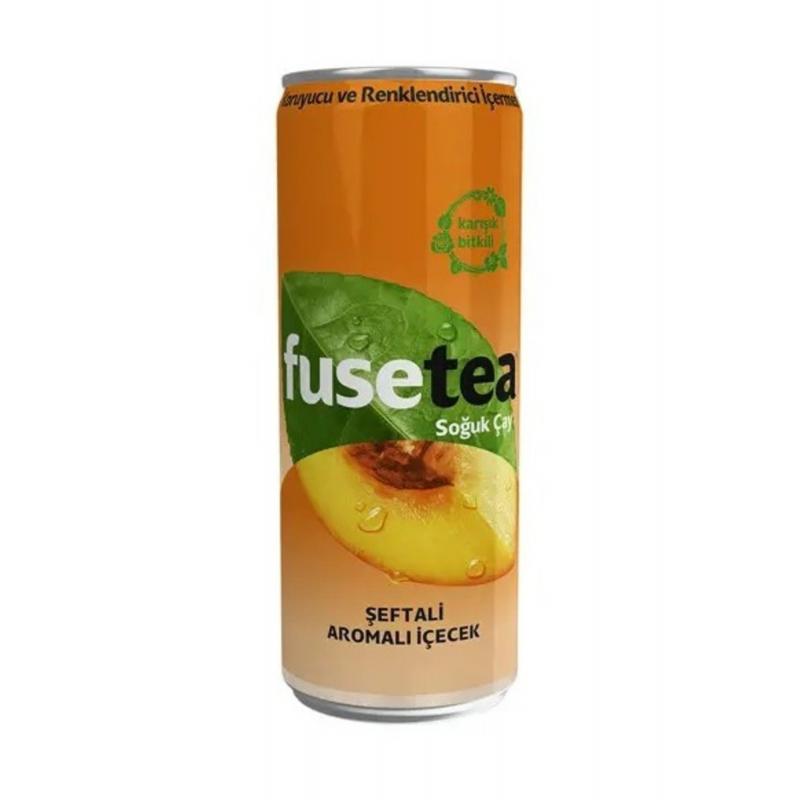 ve Renklendirici
karışık
bitkili
fusetea
Soğuk Çay
ŞEFTALİ
AROMALI İÇECEK